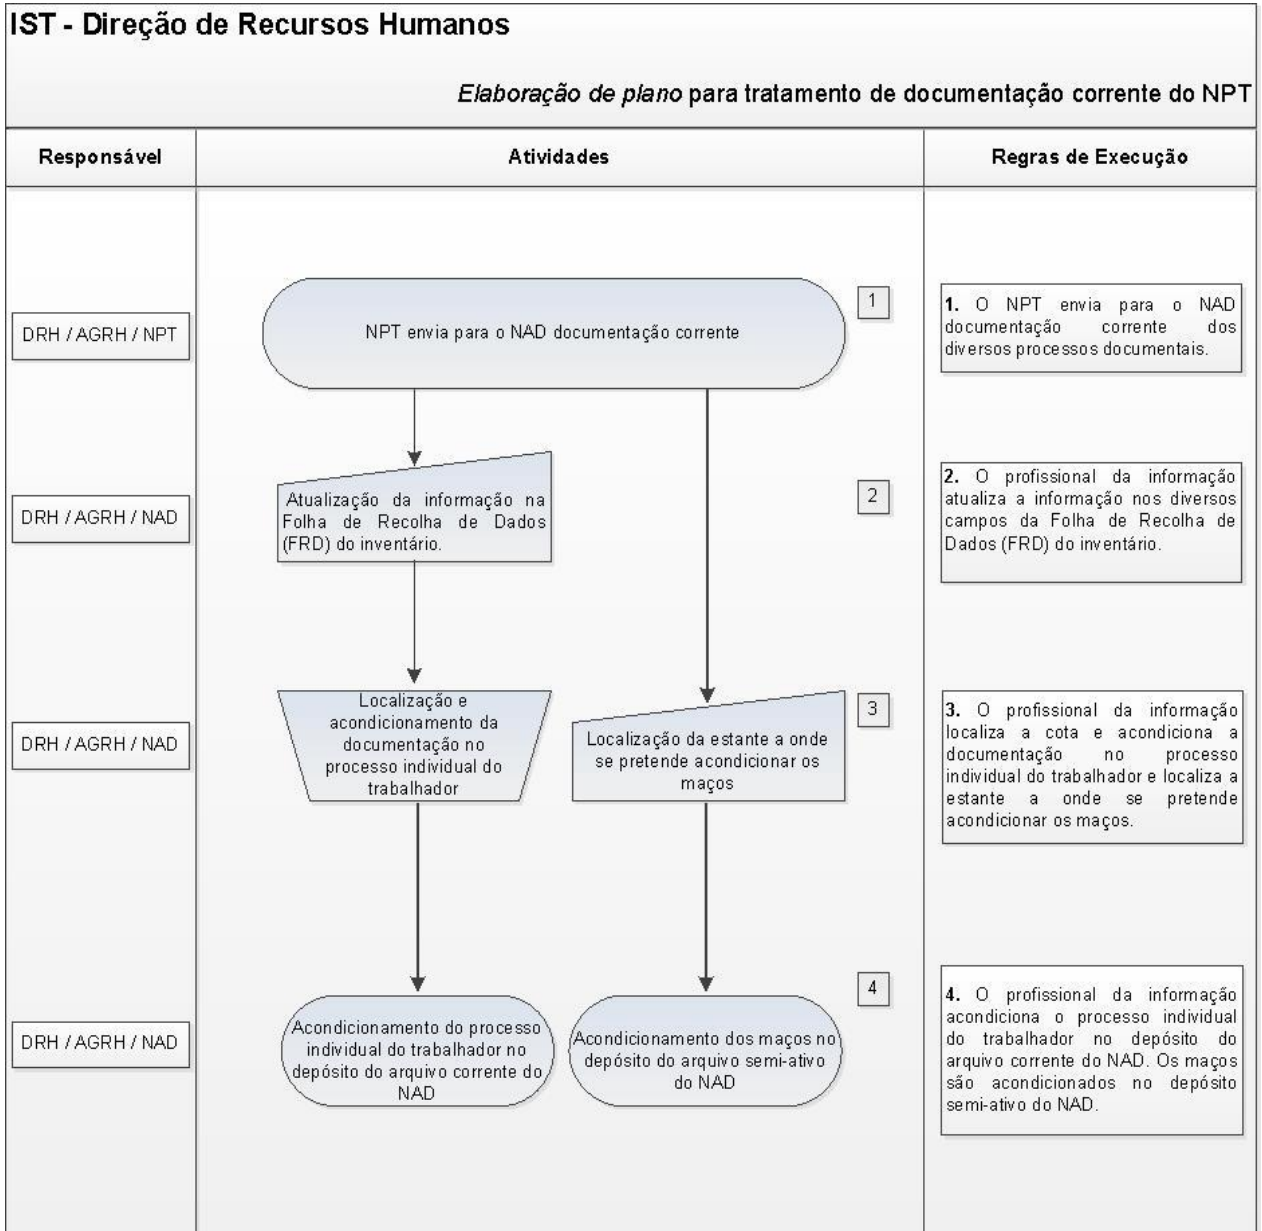 IST - Direção de Recursos Humanos
Elaboração de plano para tratamento de documentação corrente do NPT
Responsável
Atividades
Regras de Execução
DRH / AGRH / NPT
NPT envia para o NAD documentação corrente
1
1. O NPT envia para o NAD
documentação corrente dos
diversos processos documentais.
DRH / AGRH / NAD
Atualização da informação na
Folha de Recolha de Dados
(FRD) do inventário.
2
2. O profissional da informação
atualiza a informação nos diversos
campos da Folha de Recolha de
Dados (FRD) do inventário.
DRH / AGRH / NAD
Localização e
acondicionamento da
documentação no
processo individual do
trabalhador
Localização da estante a onde
se pretende acondicionar os
maços
3
3. O profissional da informação
localiza a cota e acondiciona a
documentação no processo
individual do trabalhador e localiza a
estante a onde se pretende
acondicionar os maços.
DRH / AGRH / NAD
Acondicionamento do processo
individual do trabalhador no
depósito do arquivo corrente do
NAD
Acondicionamento dos maços no
depósito do arquivo semi-ativo
do NAD
4
4. O profissional da informação
acondiciona o processo individual
do trabalhador no depósito do
arquivo corrente do NAD. Os maços
são acondicionados no depósito
semi-ativo do NAD.